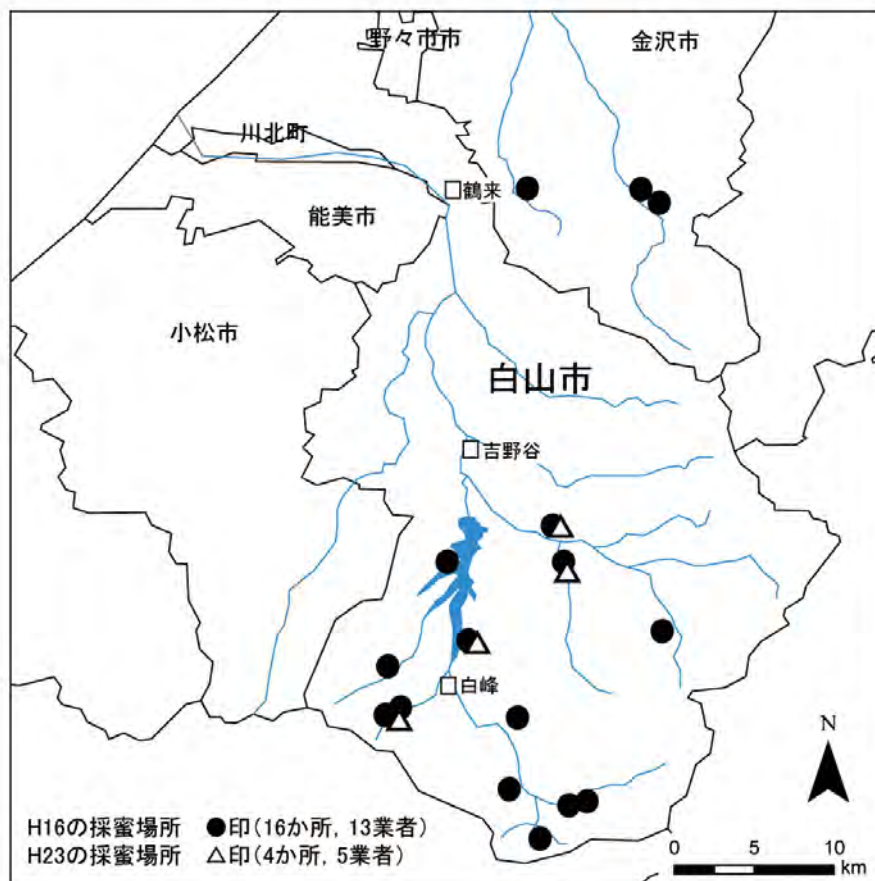 野々市市
金沢市
川北町
鶴来
能美市
小松市
白山市
吉野谷
白峰
N
H16の採蜜場所 ●印(16か所, 13業者)
H23の採蜜場所 △印(4か所, 5業者)
0 5 10
km